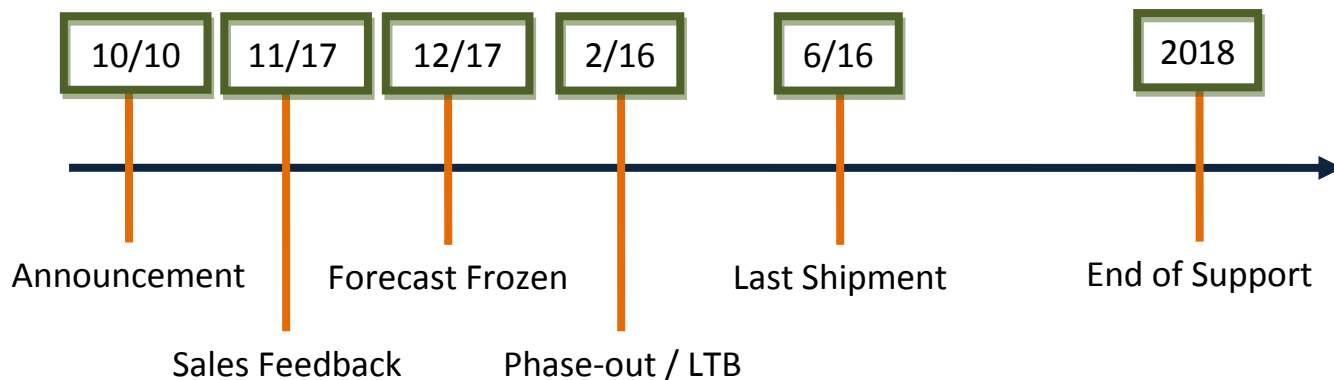 10/10
11/17
12/17
2/16
6/16
2018
Announcement
Forecast Frozen
Last Shipment
End of Support
Sales Feedback
Phase-out / LTB